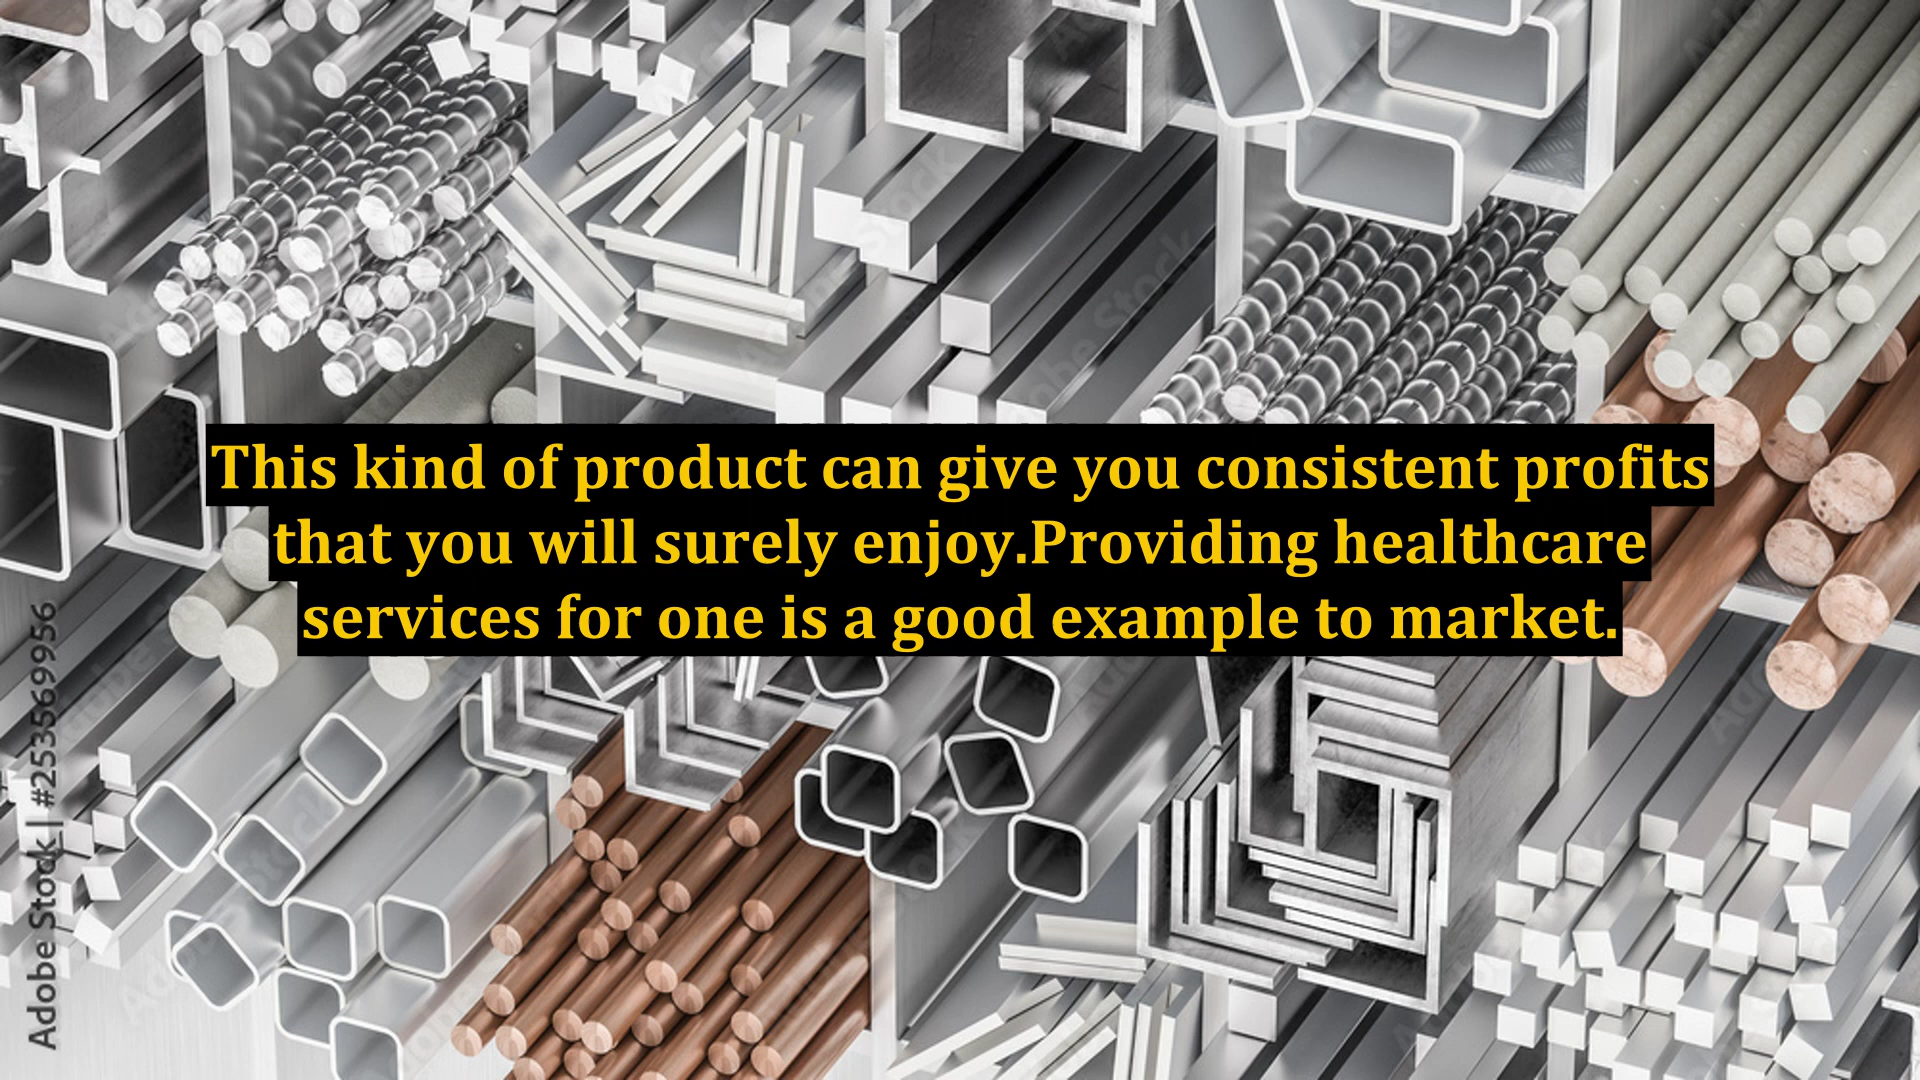 This kind of product can give you consistent profits
that you will surely enjoy.Providing healthcare
services for one is a good example to market.
Adobe Stock | #253569956